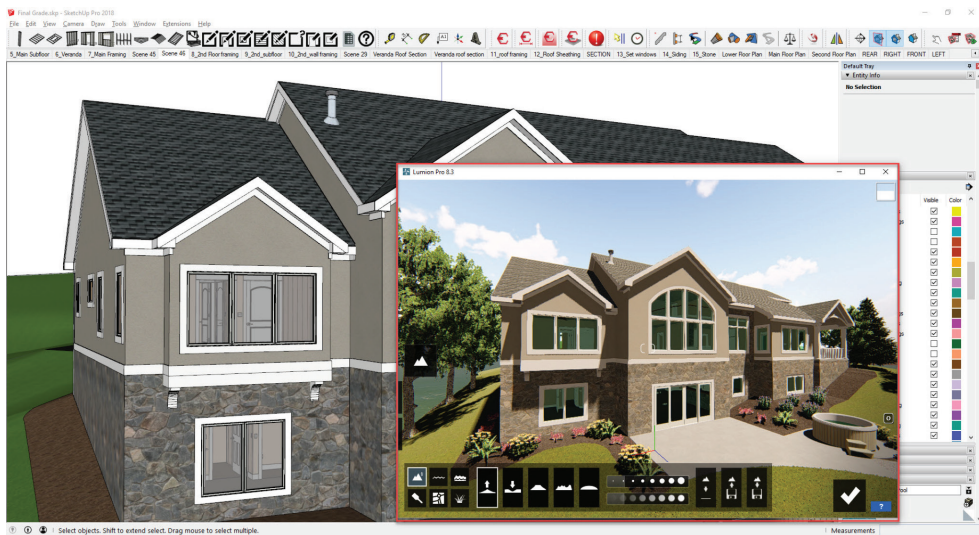 Final Grade.skp - SketchUp Pro 2018
File Edit View Camera Draw Tools Window Extensions Help
5_Main Subfloor 6_Veranda 7_Main Framing Scene 45 Scene 46 8_2nd Floor framing 9_2nd_subfloor 10_2nd_wall framing Scene 29 Veranda Roof Section Veranda roof section 11_roof framing 12_Roof Sheathing SECTION 13_Set windows 14_Siding 15_Stone Lower Floor Plan Main Floor Plan Second Floor Plan REAR RIGHT FRONT LEFT
Default Tray
Entity Info
No Selection
Lumion Pro 8.3
Visible Color
?
Select objects. Shift to extend select. Drag mouse to select multiple.
Measurements